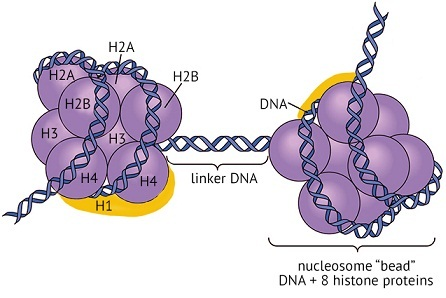 H2A
H2A
H2B
H2B
H3
H3
H4
H4
H1
linker DNA
DNA
nucleosome “bead”
DNA + 8 histone proteins